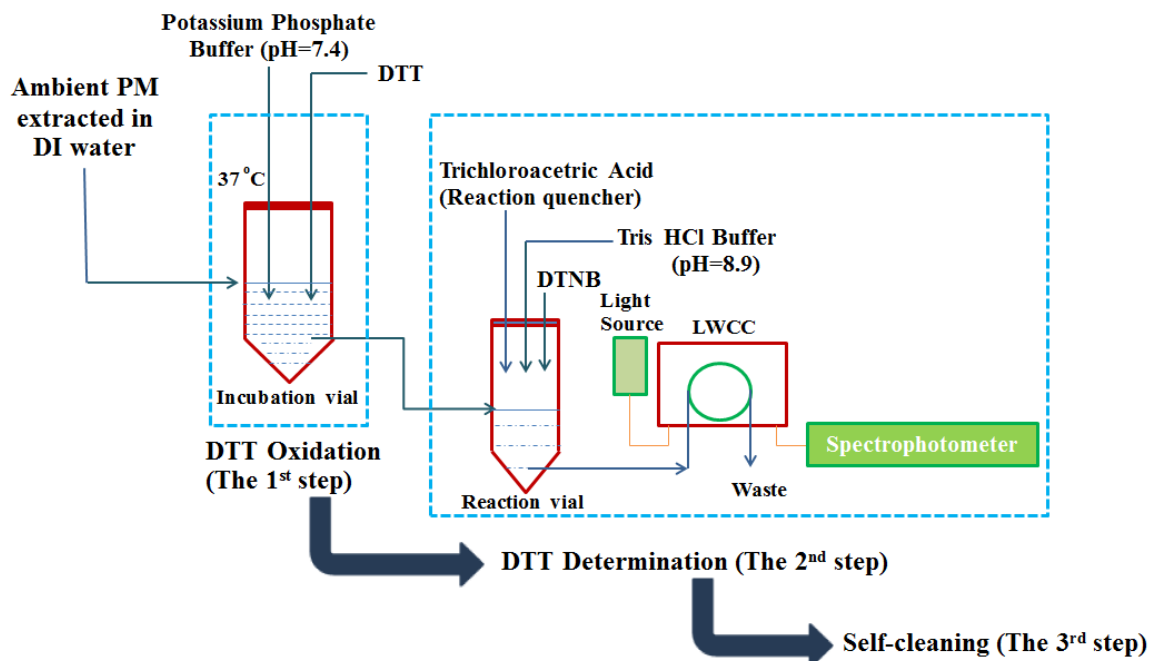 Potassium Phosphate
Buffer (pH=7.4)
DTT
Ambient PM
extracted in
DI water
37 °C
Incubation vial
DTT Oxidation
(The 1st step)
Trichloroacetric Acid
(Reaction quencher)
Tris HCl Buffer
(pH=8.9)
DTNB
Light
Source
LWCC
Spectrophotometer
Waste
Reaction vial
DTT Determination (The 2nd step)
Self-cleaning (The 3rd step)